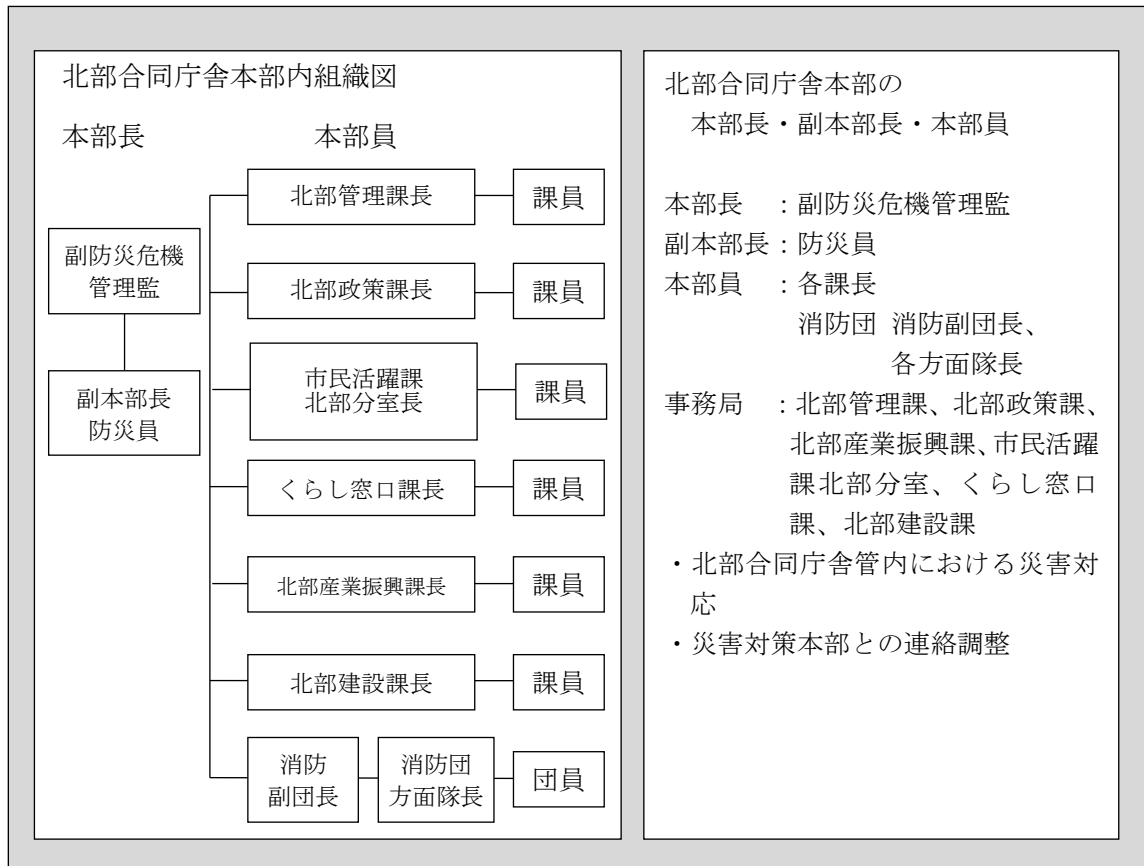 北部合同庁舎本部内組織図
本部長
本部員
副防災危機
管理監
副本部長
防災員
北部管理課長
課員
北部政策課長
課員
市民活躍課
北部分室長
課員
くらし窓口課長
課員
北部産業振興課長
課員
北部建設課長
課員
消防
副団長
消防団
方面隊長
団員
北部合同庁舎本部の
本部長・副本部長・本部員
本部長　：副防災危機管理監
副本部長：防災員
本部員　：各課長
消防団 消防副団長、
各方面隊長
事務局　：北部管理課、北部政策課、
北部産業振興課、市民活躍
課北部分室、くらし窓口
課、北部建設課
・北部合同庁舎管内における災害対
応
・災害対策本部との連絡調整